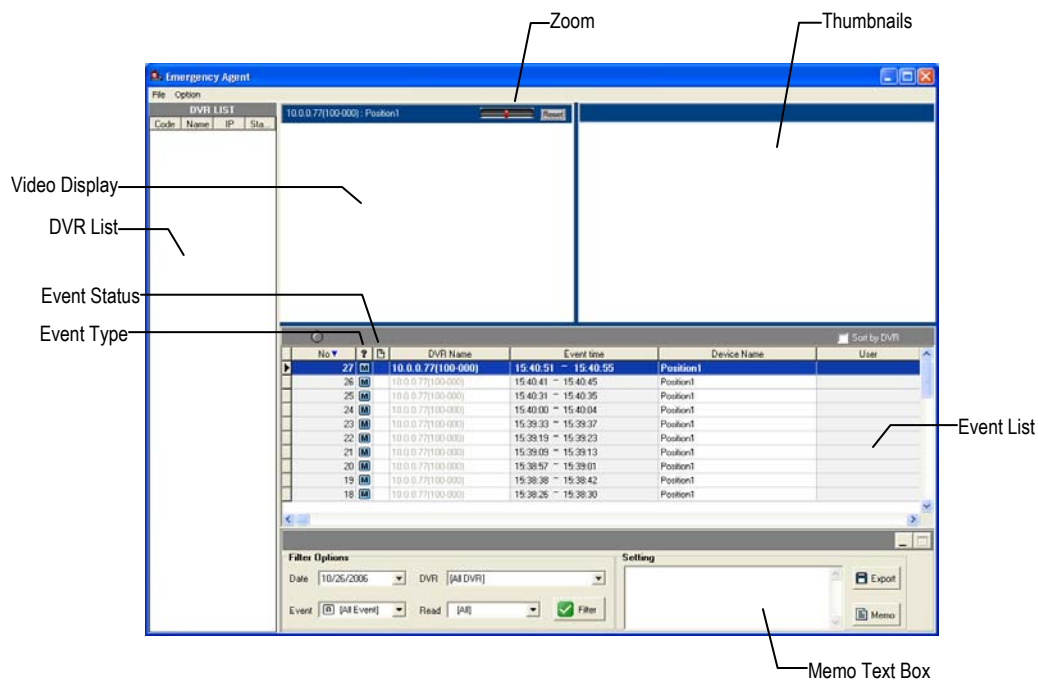 Zoom
Thumbnails
Emergency Agent
File Option
DVR LIST
Code Name IP Sta...
10.0.0.77(100-000) : Position1
Reset
Video Display
DVR List
Event Status
Event Type
Sort by DVR
No ? DVR Name Event time Device Name User
27 M 10.0.0.77(100-000) 15:40:51 ~ 15:40:55 Position1
26 M 10.0.0.77(100-000) 15:40:41 ~ 15:40:45 Position1
25 M 10.0.0.77(100-000) 15:40:31 ~ 15:40:35 Position1
24 M 10.0.0.77(100-000) 15:40:00 ~ 15:40:04 Position1
23 M 10.0.0.77(100-000) 15:39:33 ~ 15:39:37 Position1
22 M 10.0.0.77(100-000) 15:39:19 ~ 15:39:23 Position1
21 M 10.0.0.77(100-000) 15:39:09 ~ 15:39:13 Position1
20 M 10.0.0.77(100-000) 15:38:57 ~ 15:39:01 Position1
19 M 10.0.0.77(100-000) 15:38:38 ~ 15:38:42 Position1
18 M 10.0.0.77(100-000) 15:38:26 ~ 15:38:30 Position1
Event List
Filter Options
Setting
Date 10/26/2006 DVR [All DVR]
Export
Event [All Event] Read [All] Filter
Memo
Memo Text Box